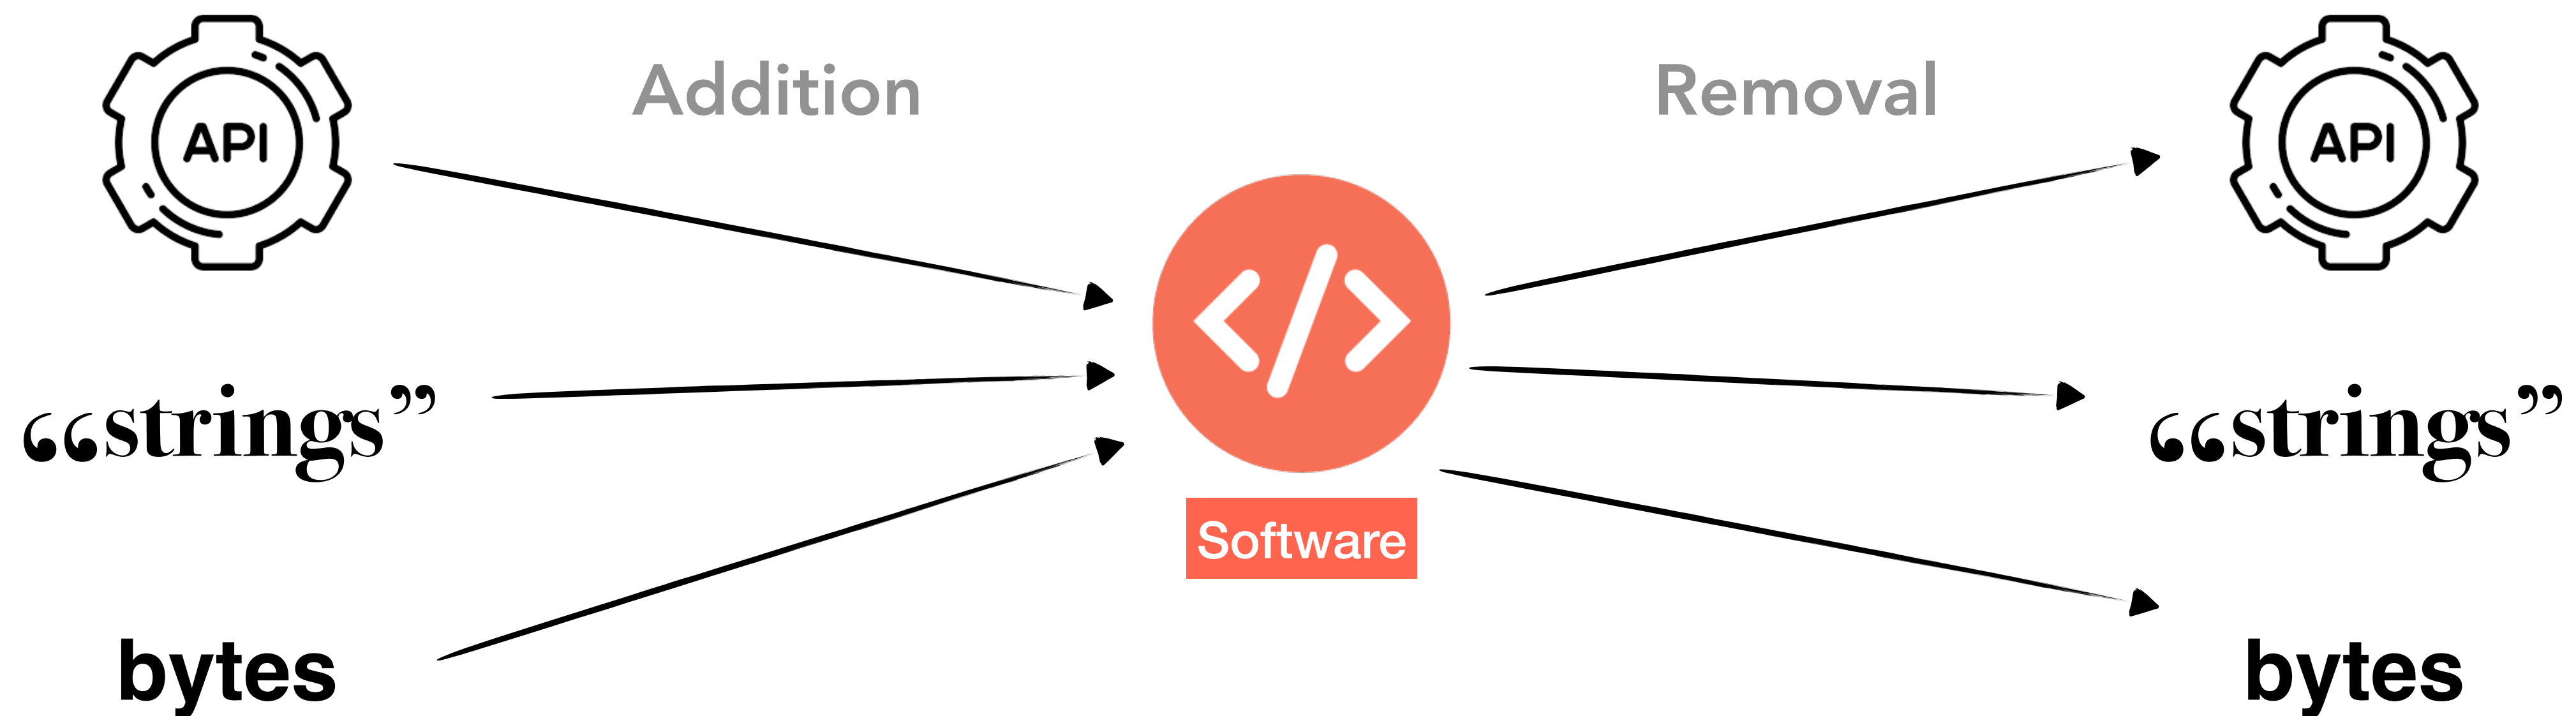 API
Addition
Removal
API
“strings”
“strings”
</>
Software
bytes
bytes